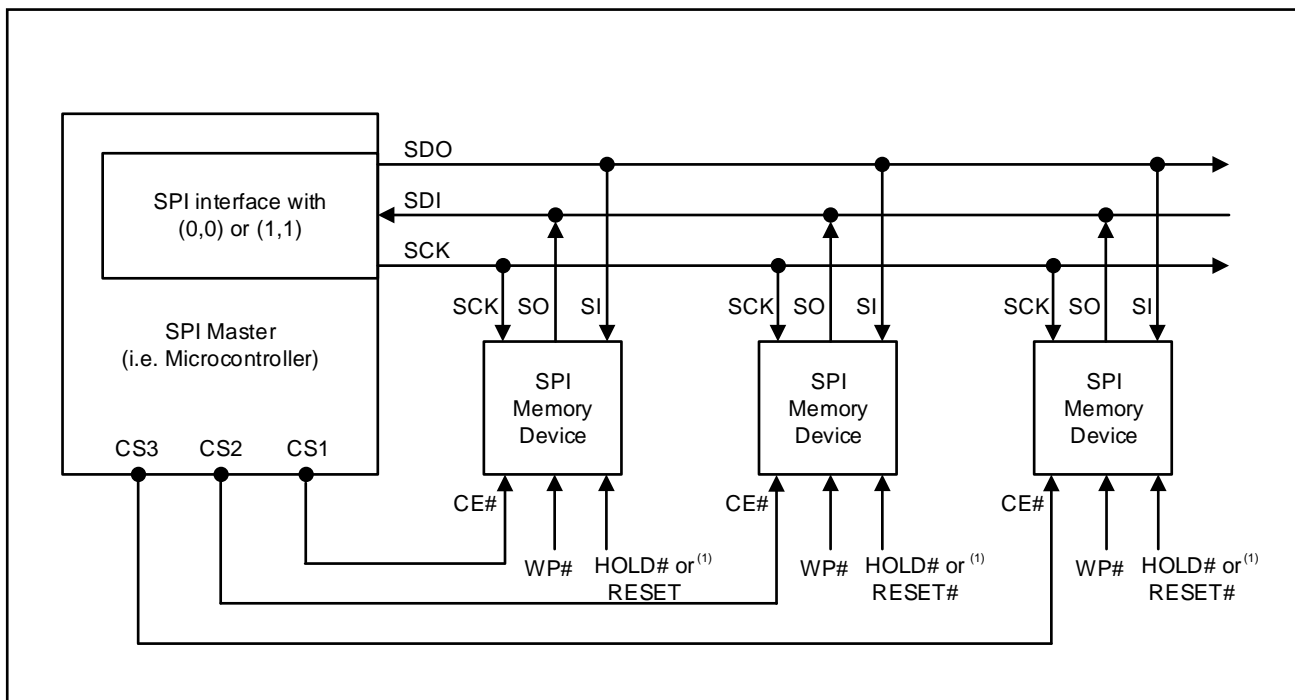 SDO
SPI interface with
(0,0) or (1,1)
SDI
SCK
SPI Master
(i.e. Microcontroller)
SCK SO SI
SCK SO SI
SCK SO SI
SPI
Memory
Device
SPI
Memory
Device
SPI
Memory
Device
CS3 CS2 CS1
CE#
WP#
HOLD# or (1)
RESET
CE#
WP#
HOLD# or (1)
RESET#
CE#
WP#
HOLD# or (1)
RESET#